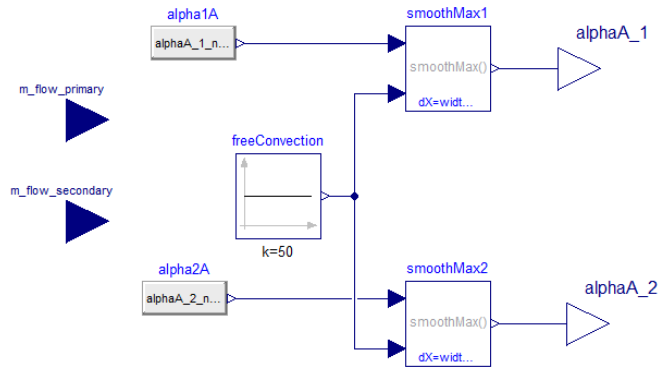 alpha1A
smoothMax1
alphaA_1
alphaA_1_n...
smoothMax()
m_flow_primary
dX=widt...
freeConvection
m_flow_secondary
k=50
alpha2A
smoothMax2
alphaA_2
alphaA_2_n...
smoothMax()
dX=widt...